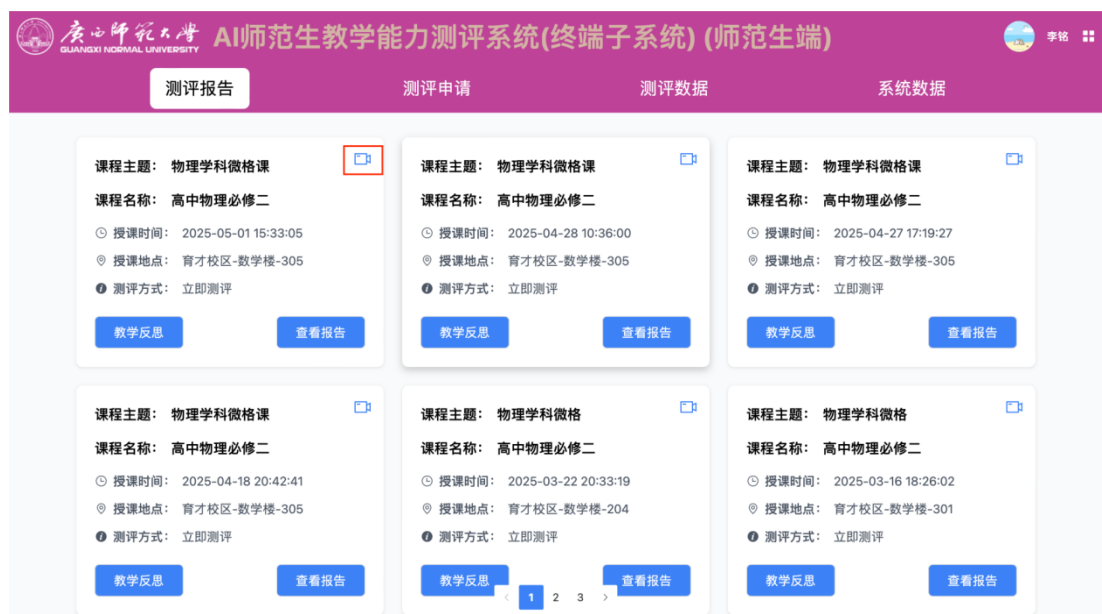 广西师范大学
GUANGXI NORMAL UNIVERSITY
AI师范生教学能力测评系统(终端子系统) (师范生端)
李铭
测评报告 测评申请 测评数据 系统数据
课程主题： 物理学科微格课
课程名称： 高中物理必修二
授课时间： 2025-05-01 15:33:05
授课地点： 育才校区-数学楼-305
测评方式： 立即测评
教学反思 查看报告
课程主题： 物理学科微格课
课程名称： 高中物理必修二
授课时间： 2025-04-28 10:36:00
授课地点： 育才校区-数学楼-305
测评方式： 立即测评
教学反思 查看报告
课程主题： 物理学科微格课
课程名称： 高中物理必修二
授课时间： 2025-04-27 17:19:27
授课地点： 育才校区-数学楼-305
测评方式： 立即测评
教学反思 查看报告
课程主题： 物理学科微格课
课程名称： 高中物理必修二
授课时间： 2025-04-18 20:42:41
授课地点： 育才校区-数学楼-305
测评方式： 立即测评
教学反思 查看报告
课程主题： 物理学科微格
课程名称： 高中物理必修二
授课时间： 2025-03-22 20:33:19
授课地点： 育才校区-数学楼-204
测评方式： 立即测评
教学反思 查看报告
课程主题： 物理学科微格
课程名称： 高中物理必修二
授课时间： 2025-03-16 18:26:02
授课地点： 育才校区-数学楼-301
测评方式： 立即测评
教学反思 查看报告
< 1 2 3 >